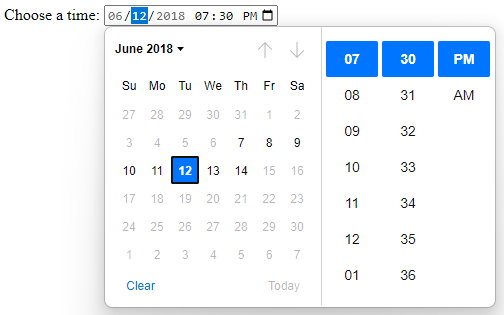 Choose a time: 06/12/2018 07:30 PM
June 2018
Su Mo Tu We Th Fr Sa
27 28 29 30 31 1 2
3 4 5 6 7 8 9
10 11 12 13 14 15 16
17 18 19 20 21 22 23
24 25 26 27 28 29 30
1 2 3 4 5 6 7
Clear Today
07 30 PM
08 31 AM
09 32
10 33
11 34
12 35
01 36